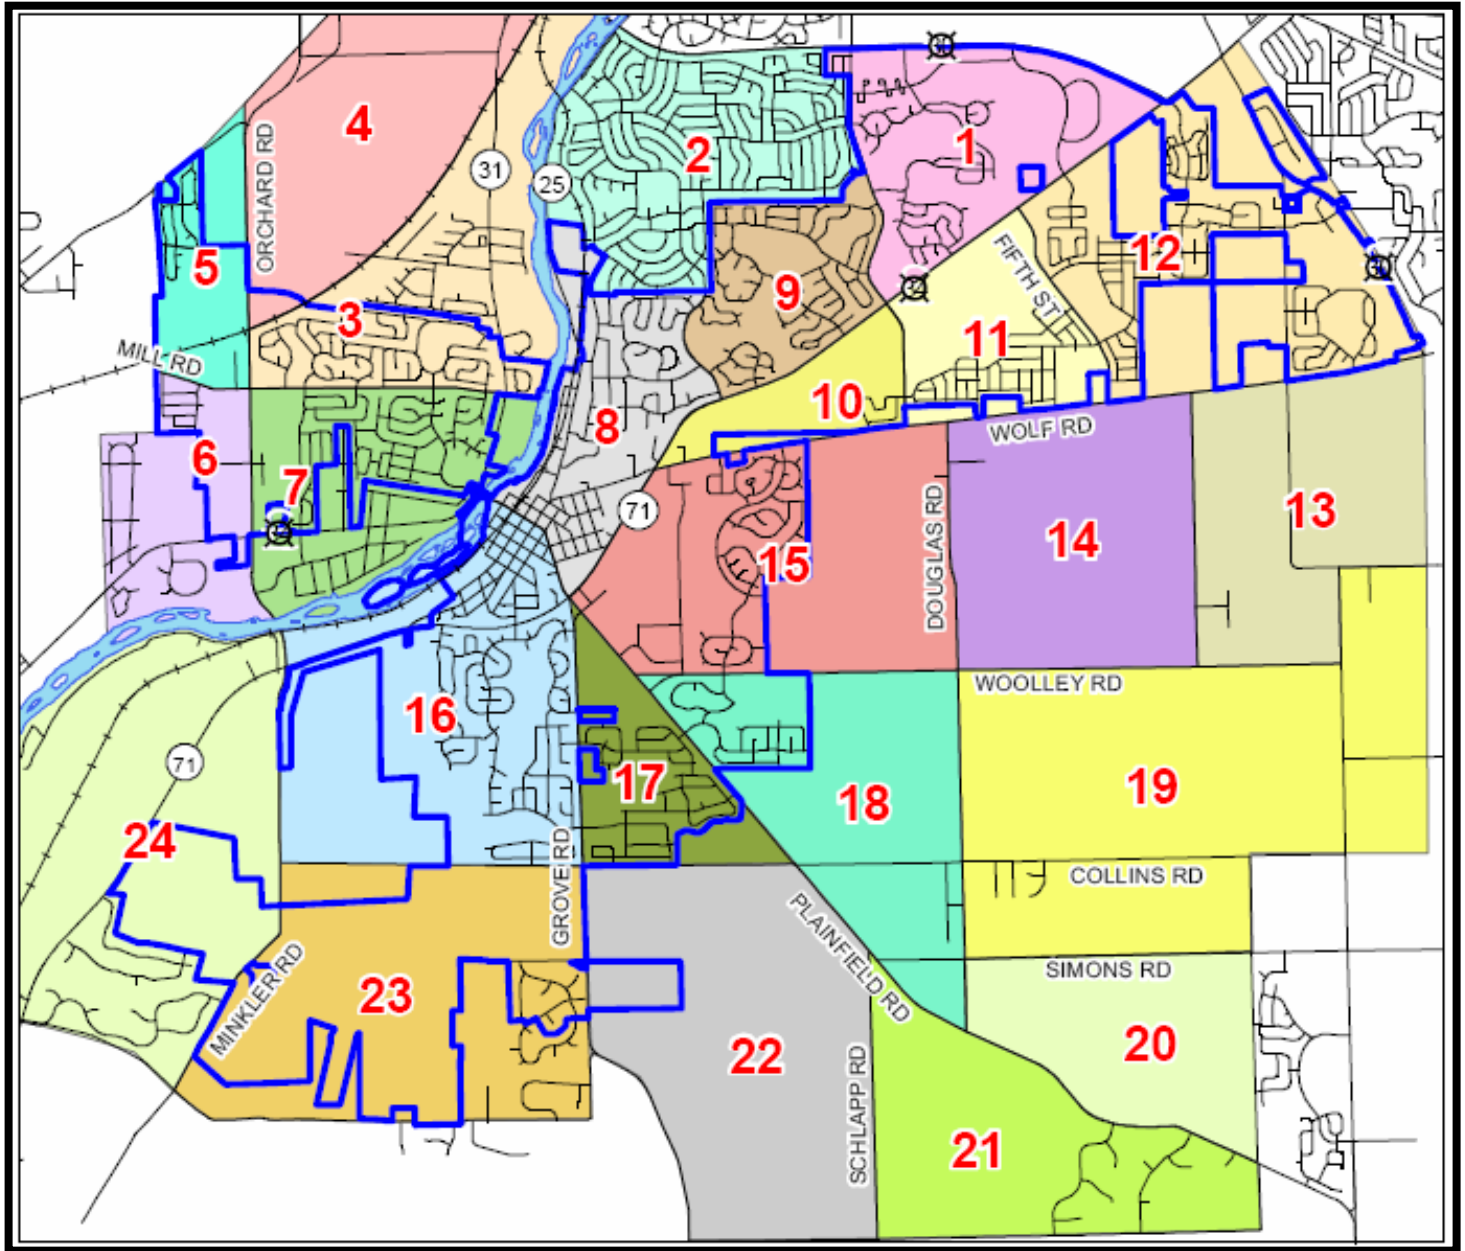 4
31
25
2
1
ORCHARD RD
5
FIFTH ST
12
9
3
11
MILL RD
10
8
WOLF RD
6
7
71
13
14
15
DOUGLAS RD
WOOLLEY RD
16
71
17
18
19
24
GROVE RD
COLLINS RD
PLAINFIELD RD
SIMONS RD
MINKLER RD
23
22
20
SCHLAPP RD
21